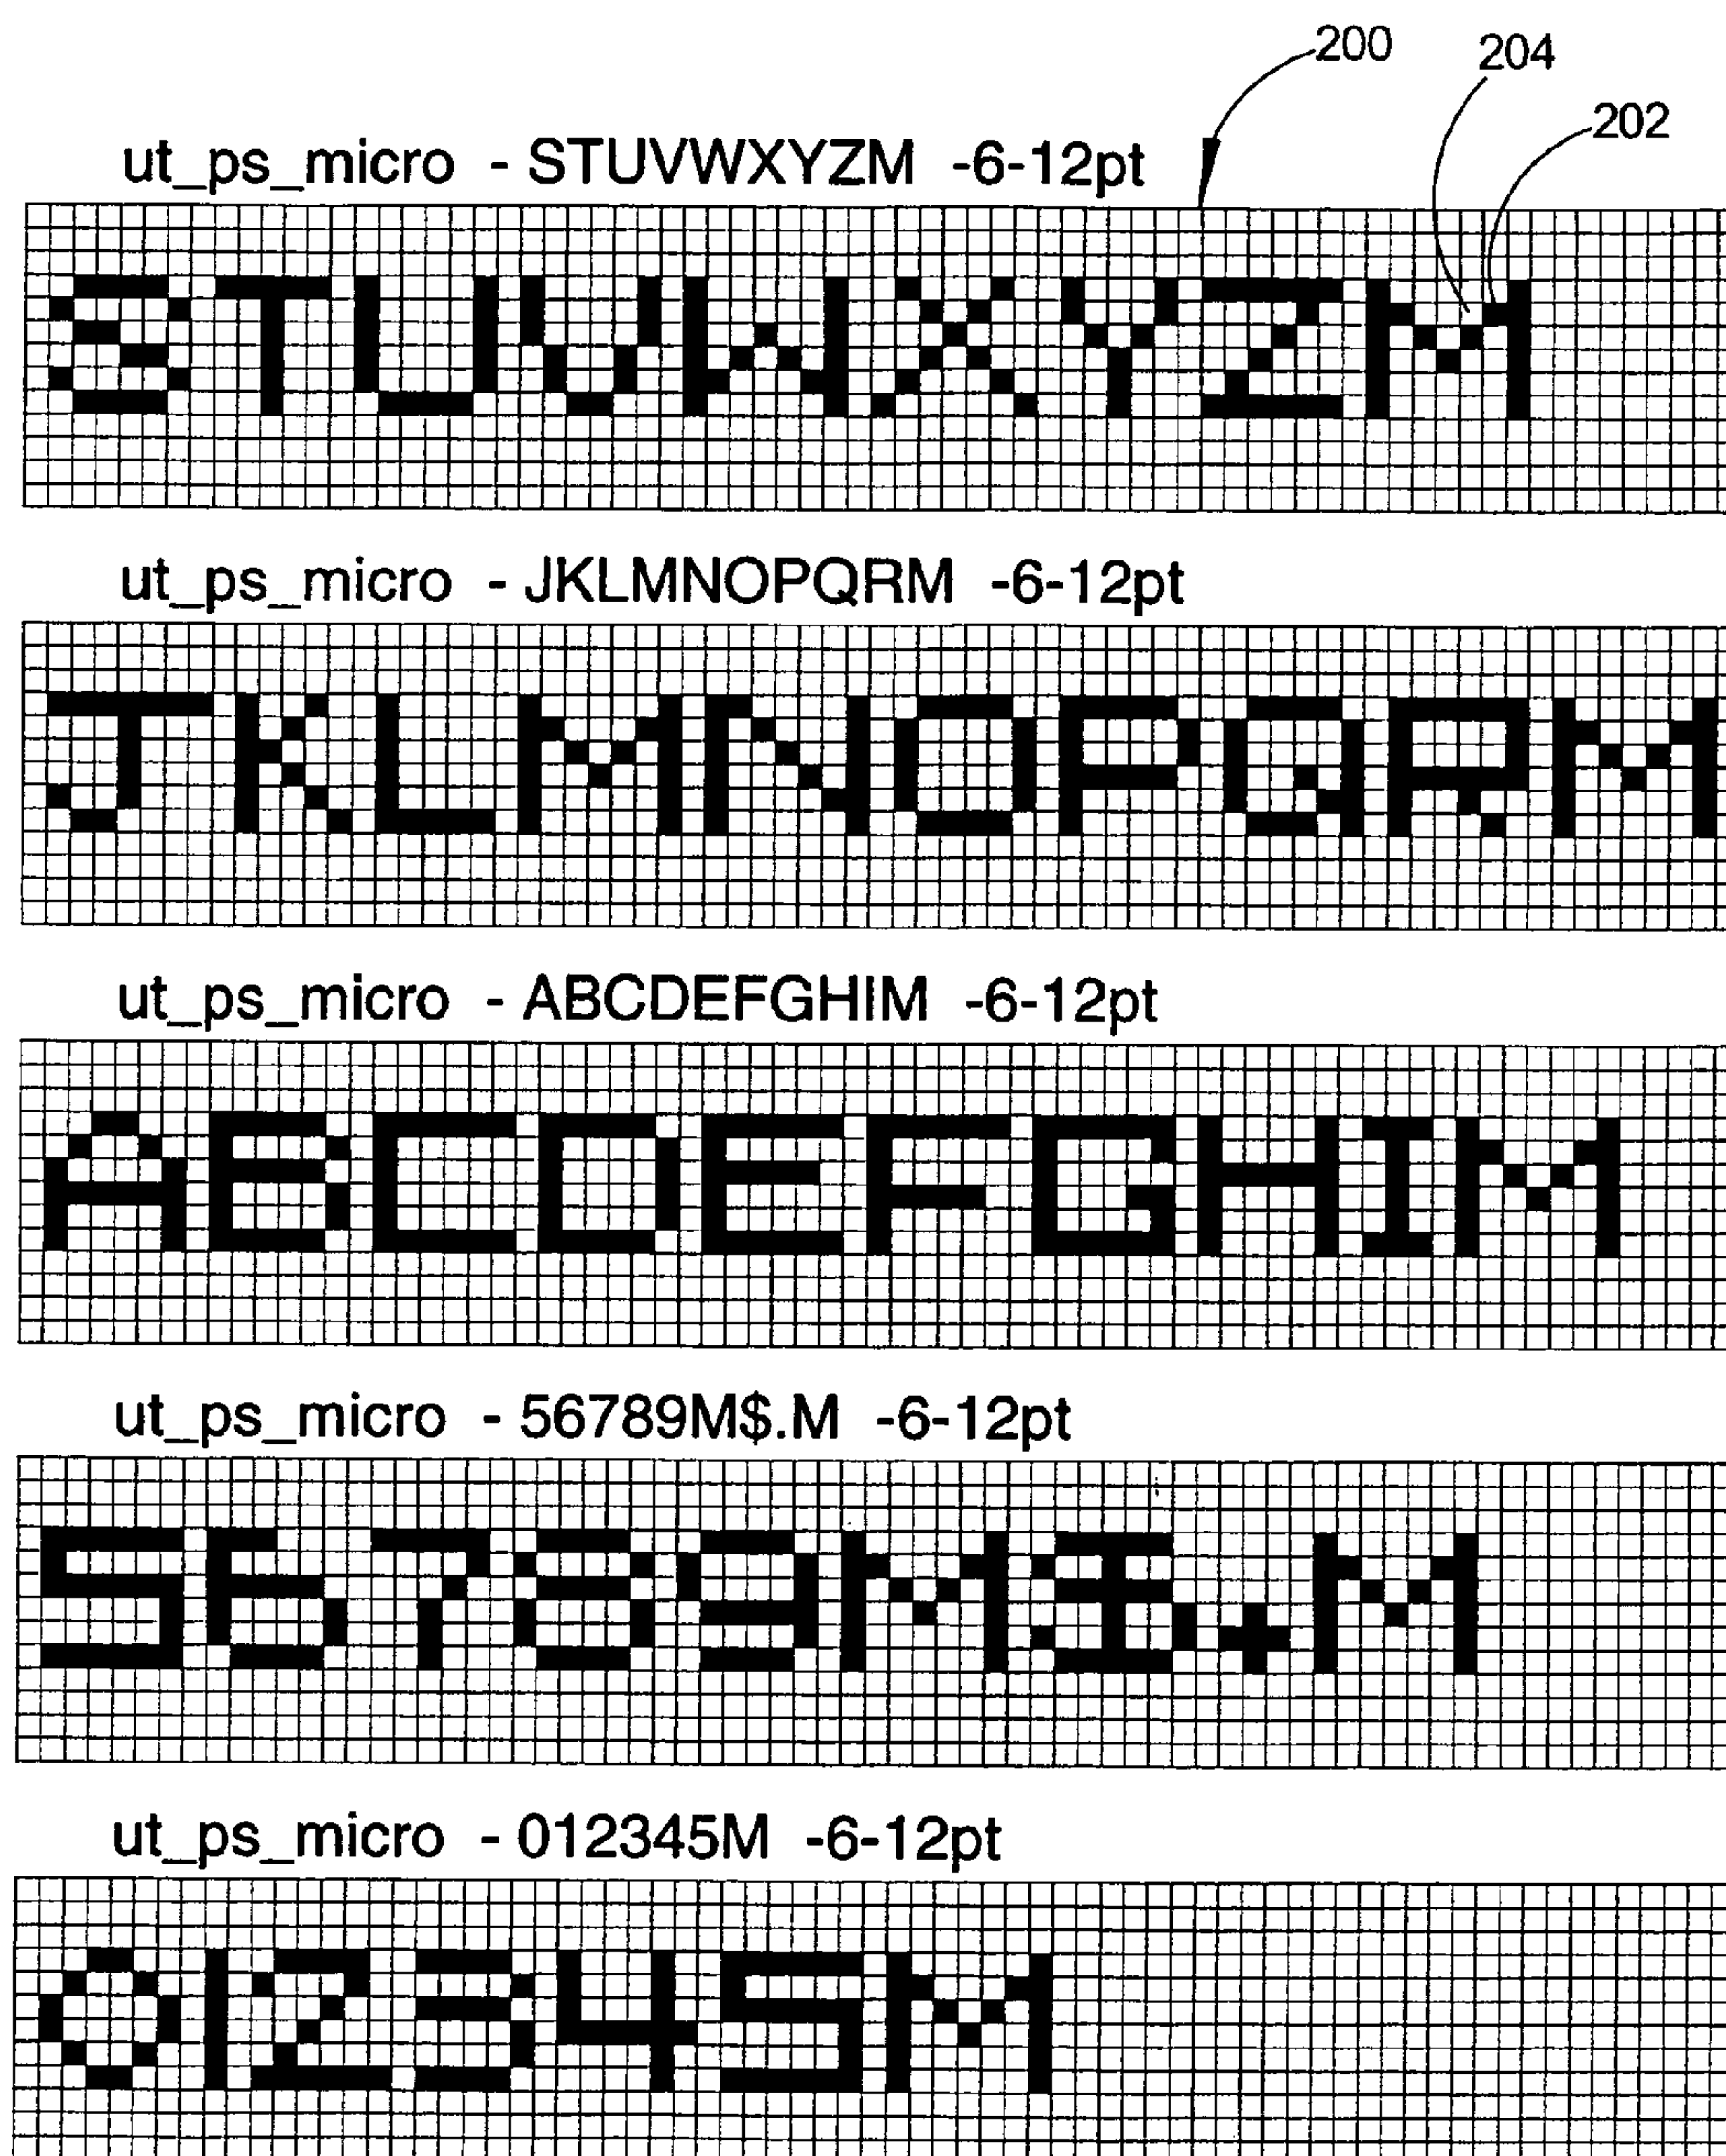 200
204
202
ut_ps_micro - STUVWXYZM -6-12pt
STUVWXYZM
ut_ps_micro - JKLMNOPQRM -6-12pt
JKLMNOPQRM
ut_ps_micro - ABCDEFGHIM -6-12pt
ABCDEFGHIM
ut_ps_micro - 56789M$.M -6-12pt
56789M$.M
ut_ps_micro - 012345M -6-12pt
012345M